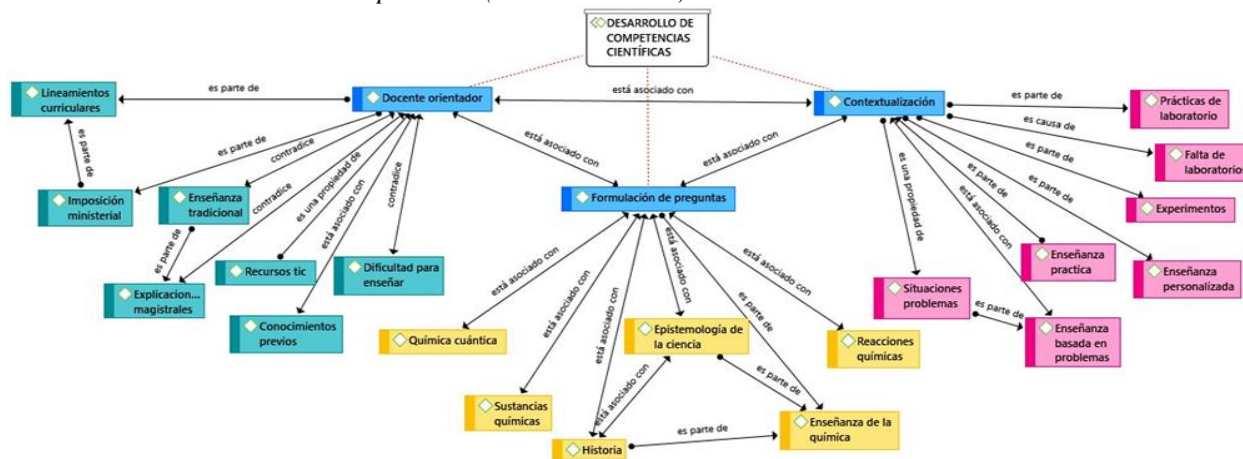 DESARROLLO DE
COMPETENCIAS
CIENTÍFICAS
Lineamientos
curriculares
es parte de
Docente orientador
está asociado con
Contextualización
es parte de
Prácticas de
laboratorio
es causa de
Falta de
laboratorios
es parte de
es parte de
contradice
contradice
es una propiedad de
está asociado con
contradice
está asociado con
está asociado con
es parte de
es parte de
es parte de
está asociado con
es una propiedad de
Imposición
ministerial
Enseñanza
tradicional
Formulación de preguntas
Experimentos
es parte de
Recursos tic
Dificultad para
enseñar
Explicacion...
magistrales
Conocimientos
previos
está asociado con
está asociado con
está asociado con
está asociado con
es parte de
está asociado con
Enseñanza
practica
Enseñanza
personalizada
Situaciones
problemas
es parte de
Enseñanza
basada en
problemas
Química cuántica
Epistemología de
la ciencia
Reacciones
químicas
está asociado con
es parte de
Sustancias
químicas
Historia
es parte de
Enseñanza de la
química